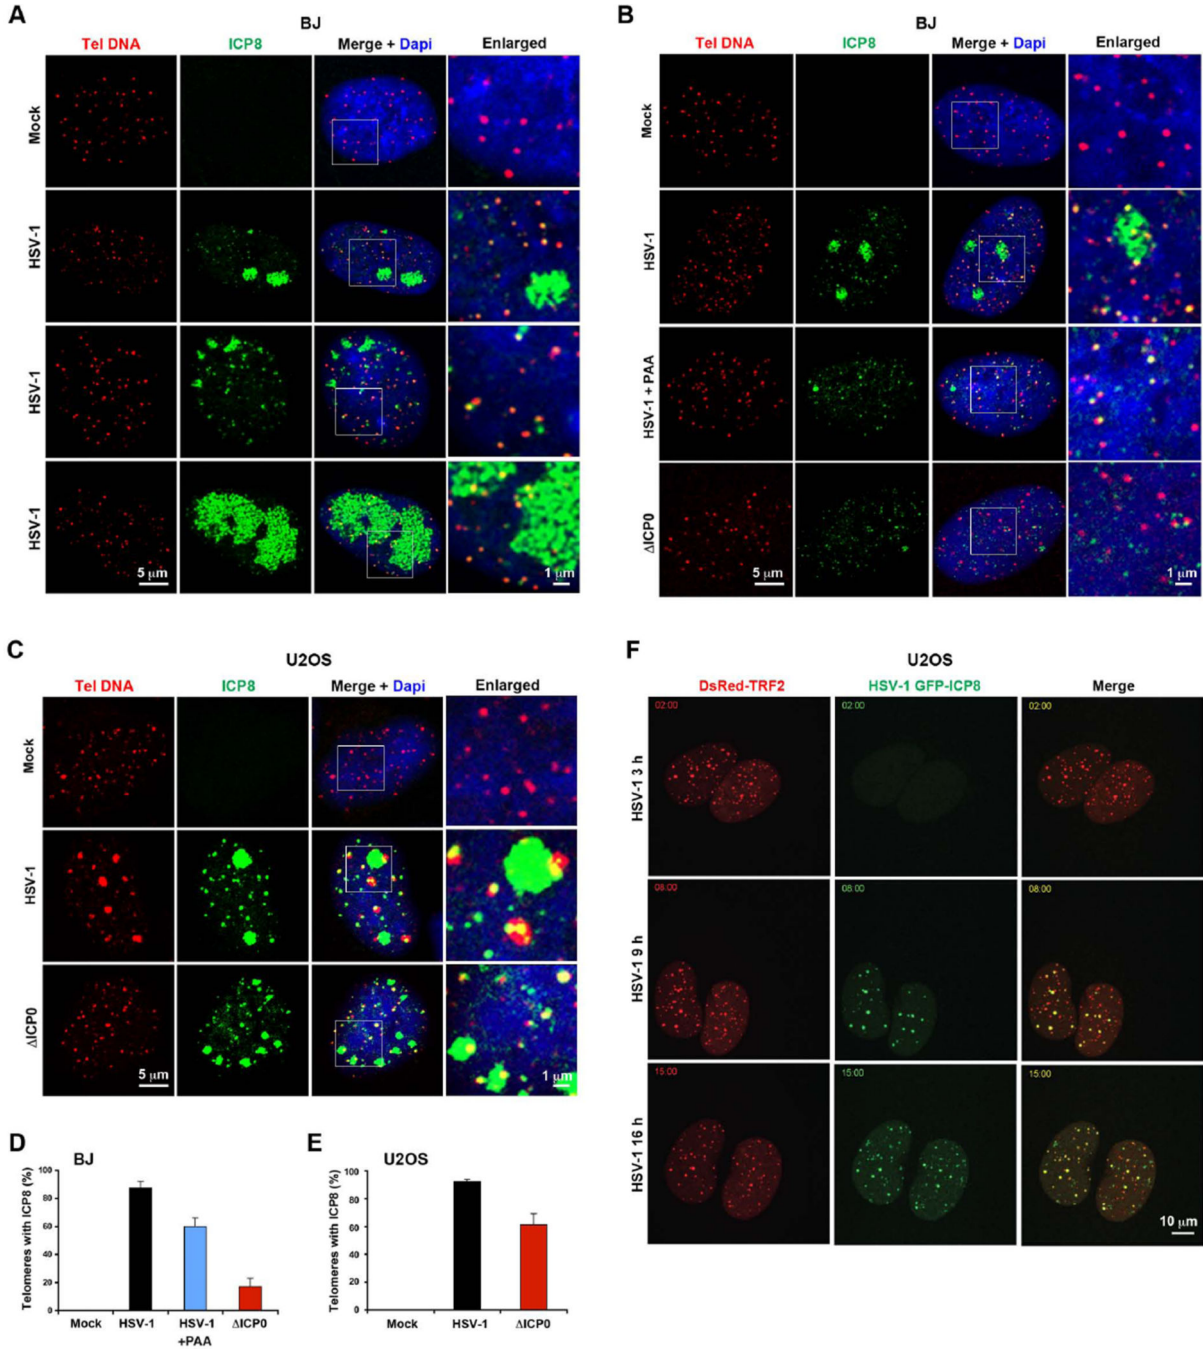 A
BJ
Tel DNA ICP8 Merge + Dapi Enlarged
Mock
HSV-1
HSV-1
HSV-1
5 µm
1 µm
B
BJ
Tel DNA ICP8 Merge + Dapi Enlarged
Mock
HSV-1
HSV-1 + PAA
ΔICP0
5 µm
1 µm
C
U2OS
Tel DNA ICP8 Merge + Dapi Enlarged
Mock
HSV-1
ΔICP0
5 µm
1 µm
D
BJ
Telomeres with ICP8 (%)
100
80
60
40
20
0
Mock HSV-1 HSV-1 ΔICP0
+PAA
E
U2OS
Telomeres with ICP8 (%)
100
80
60
40
20
0
Mock HSV-1 ΔICP0
F
U2OS
DsRed-TRF2 HSV-1 GFP-ICP8 Merge
HSV-1 3 h
02:00 02:00 02:00
HSV-1 9 h
08:00 08:00 08:00
HSV-1 16 h
15:00 15:00 15:00
10 µm